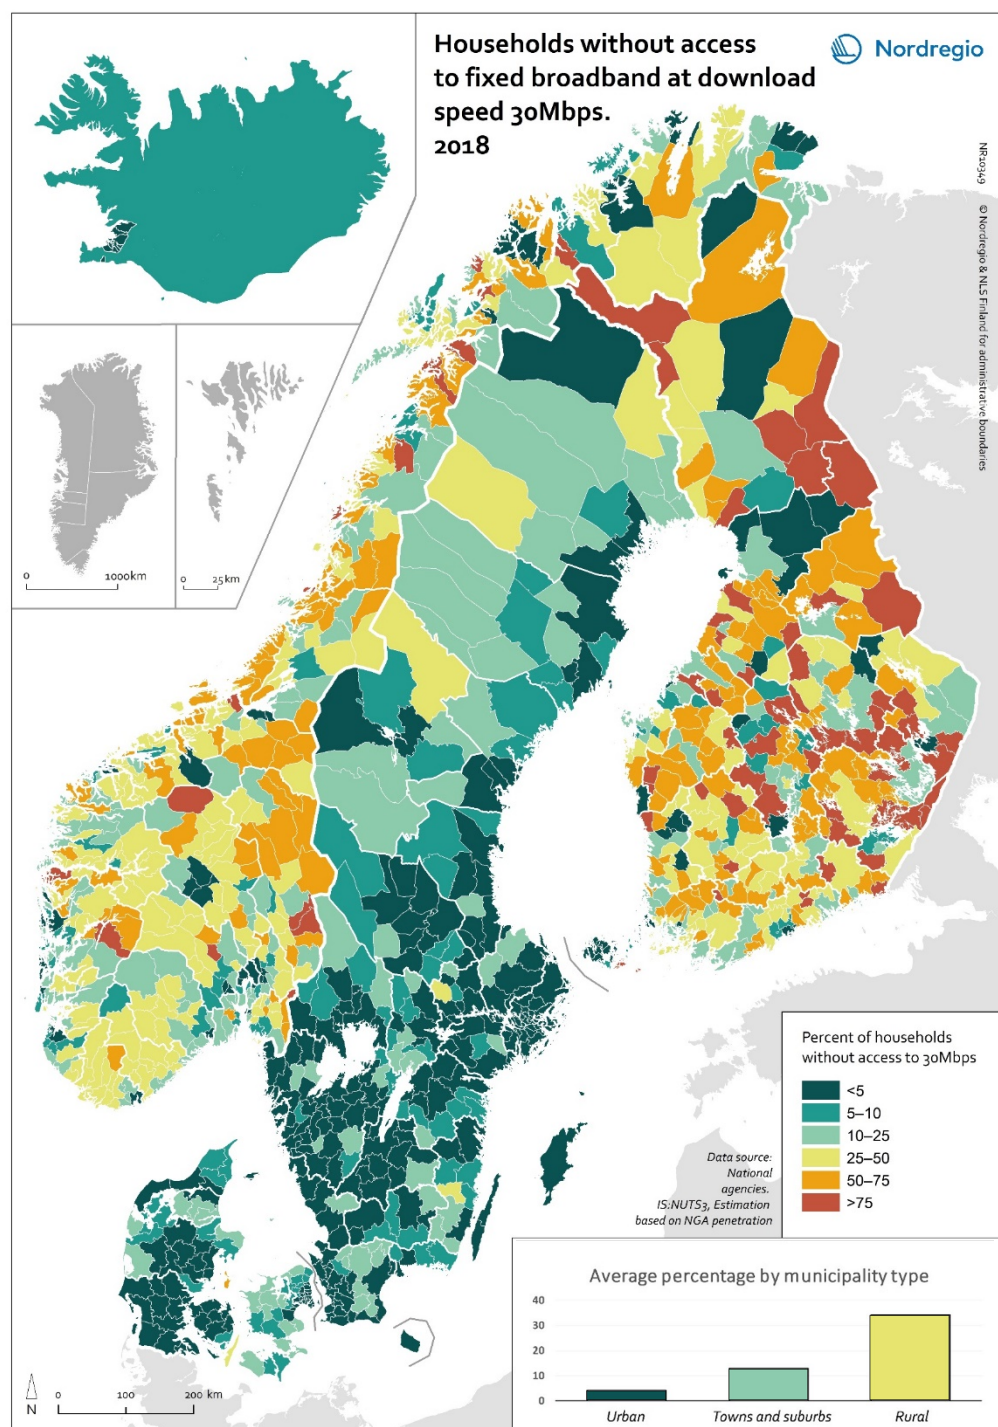 Households without access
to fixed broadband at download
speed 30Mbps.
2018
Nordregio
NR10349
© Nordregio & NLS Finland for administrative boundaries
0 1000km
0 25 km
Percent of households
without access to 30Mbps
<5
5–10
10–25
25–50
50–75
>75
Data source:
National
agencies.
IS:NUTS3, Estimation
based on NGA penetration
Average percentage by municipality type
40
30
20
10
0
Urban Towns and suburbs Rural
N
0 100 200 km